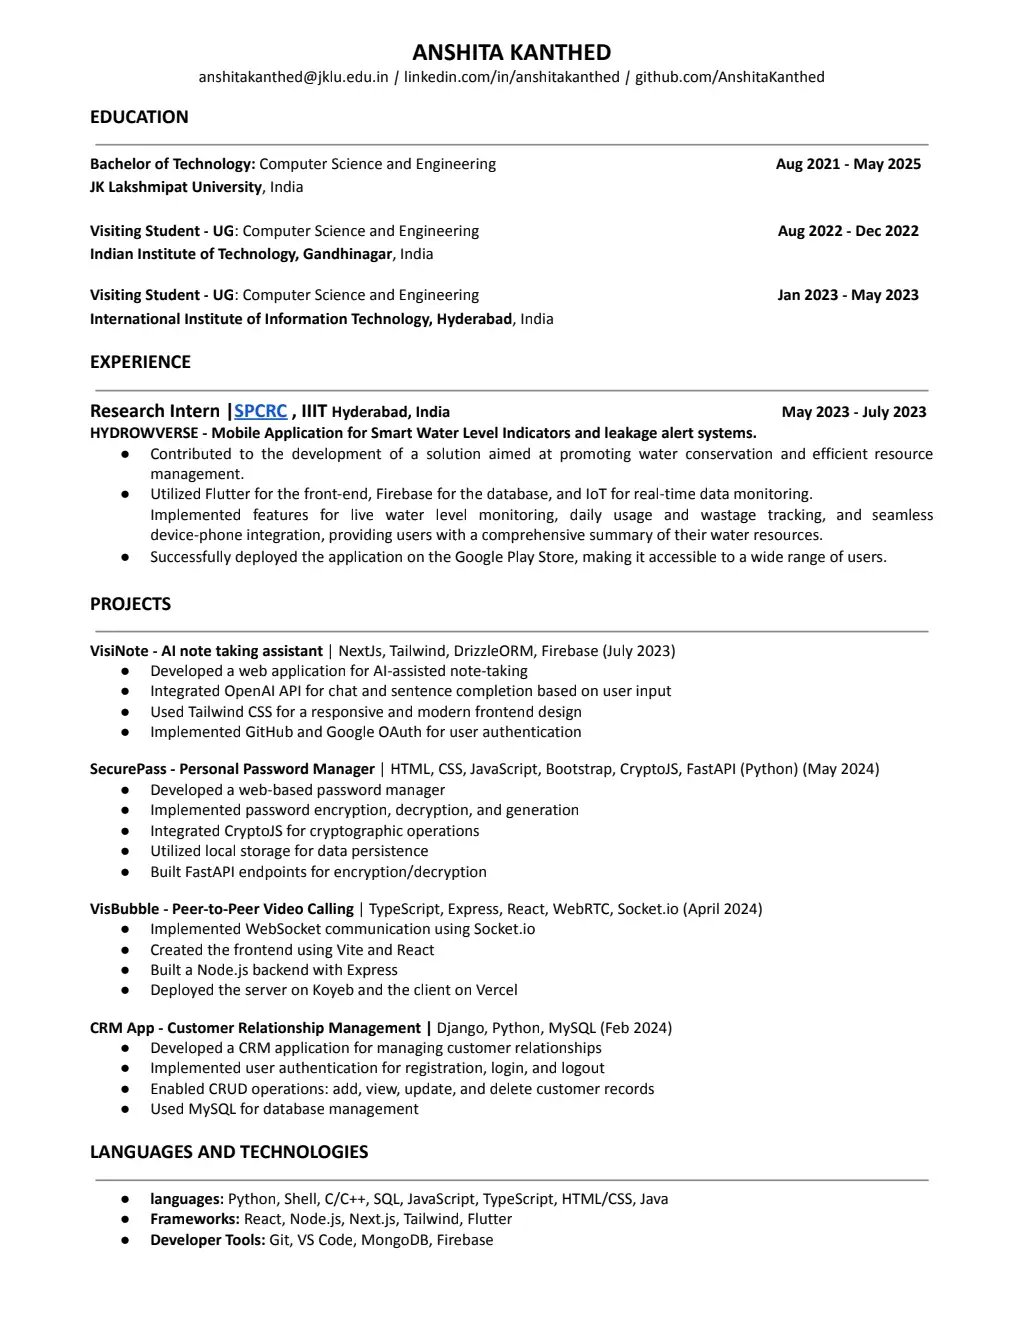 ANSHITA KANTHED
anshitakanthed@jklu.edu.in / linkedin.com/in/anshitakanthed / github.com/AnshitaKanthed
EDUCATION
Bachelor of Technology: Computer Science and Engineering Aug 2021 - May 2025
JK Lakshmipat University, India
Visiting Student - UG: Computer Science and Engineering Aug 2022 - Dec 2022
Indian Institute of Technology, Gandhinagar, India
Visiting Student - UG: Computer Science and Engineering Jan 2023 - May 2023
International Institute of Information Technology, Hyderabad, India
EXPERIENCE
Research Intern |SPCRC , IIIT Hyderabad, India May 2023 - July 2023
HYDROWVERSE - Mobile Application for Smart Water Level Indicators and leakage alert systems.
● Contributed to the development of a solution aimed at promoting water conservation and efficient resource
management.
● Utilized Flutter for the front-end, Firebase for the database, and IoT for real-time data monitoring.
Implemented features for live water level monitoring, daily usage and wastage tracking, and seamless
device-phone integration, providing users with a comprehensive summary of their water resources.
● Successfully deployed the application on the Google Play Store, making it accessible to a wide range of users.
PROJECTS
VisiNote - AI note taking assistant | NextJs, Tailwind, DrizzleORM, Firebase (July 2023)
● Developed a web application for AI-assisted note-taking
● Integrated OpenAI API for chat and sentence completion based on user input
● Used Tailwind CSS for a responsive and modern frontend design
● Implemented GitHub and Google OAuth for user authentication
SecurePass - Personal Password Manager | HTML, CSS, JavaScript, Bootstrap, CryptoJS, FastAPI (Python) (May 2024)
● Developed a web-based password manager
● Implemented password encryption, decryption, and generation
● Integrated CryptoJS for cryptographic operations
● Utilized local storage for data persistence
● Built FastAPI endpoints for encryption/decryption
VisBubble - Peer-to-Peer Video Calling | TypeScript, Express, React, WebRTC, Socket.io (April 2024)
● Implemented WebSocket communication using Socket.io
● Created the frontend using Vite and React
● Built a Node.js backend with Express
● Deployed the server on Koyeb and the client on Vercel
CRM App - Customer Relationship Management | Django, Python, MySQL (Feb 2024)
● Developed a CRM application for managing customer relationships
● Implemented user authentication for registration, login, and logout
● Enabled CRUD operations: add, view, update, and delete customer records
● Used MySQL for database management
LANGUAGES AND TECHNOLOGIES
● languages: Python, Shell, C/C++, SQL, JavaScript, TypeScript, HTML/CSS, Java
● Frameworks: React, Node.js, Next.js, Tailwind, Flutter
● Developer Tools: Git, VS Code, MongoDB, Firebase